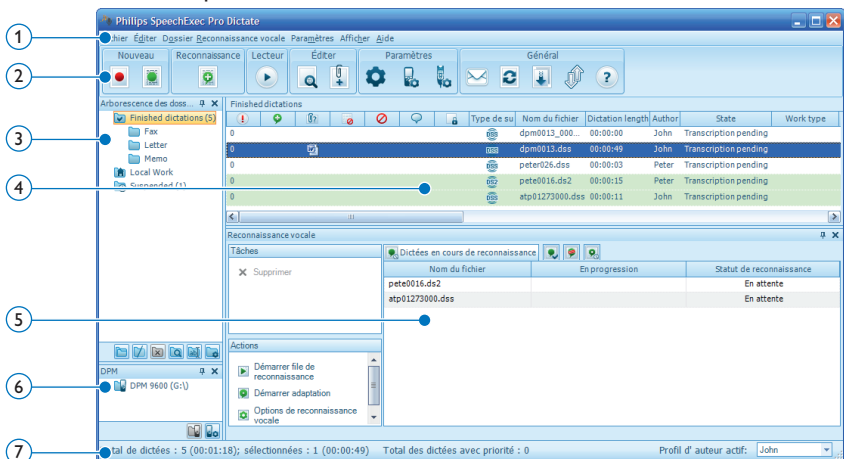 Philips SpeechExec Pro Dictate
1
hier Éditer Dossier Reconnaissance vocale Paramètres Afficher Aide
2
Nouveau Reconnaissance Lecteur Éditer Paramètres Général
Arborescence des doss...
Finished dictations
Type de su Nom du fichier Dictation length Author State Work type
3
Finished dictations (5)
Fax
Letter
Memo
Local Work
Suspended (1)
0 DSS dpm0013_000... 00:00:00 John Transcription pending
0 DSS dpm0013.dss 00:00:49 John Transcription pending
0 DSS peter026.dss 00:00:03 Peter Transcription pending
4
0 DS2 pete0016.ds2 00:00:15 Peter Transcription pending
0 DSS atp01273000.dss 00:00:11 John Transcription pending
Reconnaissance vocale
Tâches
Supprimer
Dictées en cours de reconnaissance
Nom du fichier En progression Statut de reconnaissance
pete0016.ds2 En attente
atp01273000.dss En attente
5
Actions
Démarrer file de
reconnaissance
Démarrer adaptation
Options de reconnaissance
vocale
DPM
6
DPM 9600 (G:\)
7
tal de dictées : 5 (00:01:18); sélectionnées : 1 (00:00:49) Total des dictées avec priorité : 0 Profil d' auteur actif: John